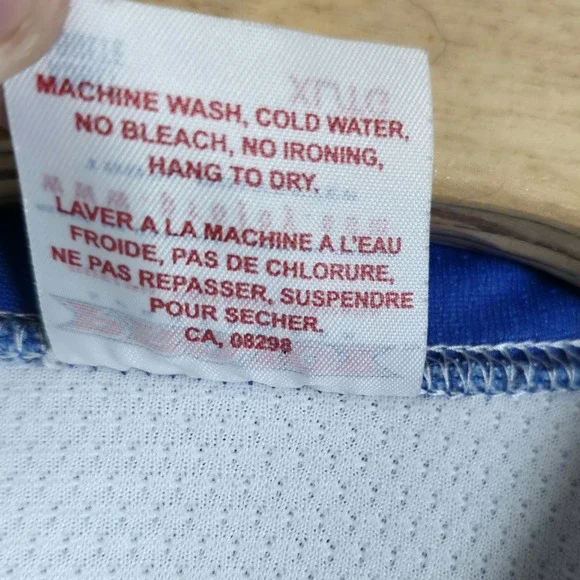 MACHINE WASH, COLD WATER,
NO BLEACH, NO IRONING,
HANG TO DRY.
LAVER A LA MACHINE A L'EAU
FROIDE, PAS DE CHLORURE,
NE PAS REPASSER, SUSPENDRE
POUR SECHER.
CA, 08298